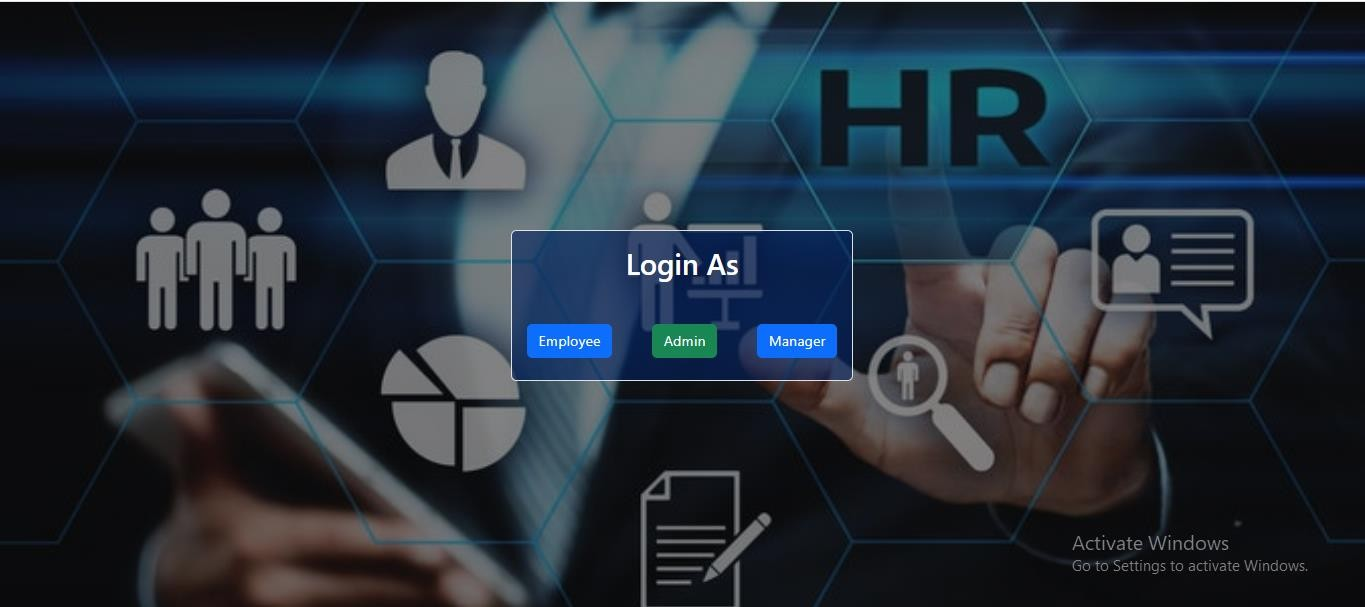 HR
Login As
Employee Admin Manager
Activate Windows
Go to Settings to activate Windows.